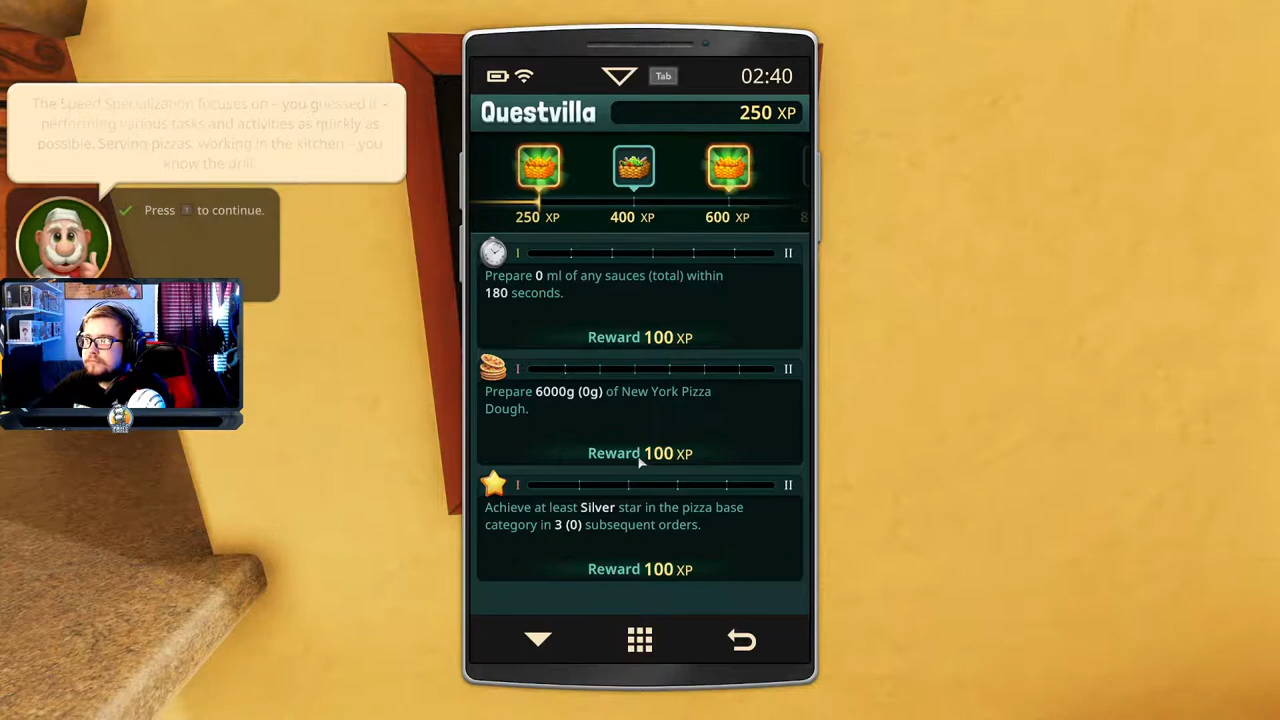 Tab
02:40
Questvilla
250 XP
The Speed Specialization focuses on - you guessed it -
performing various tasks and activities as quickly as
possible. Serving pizzas, working in the kitchen - you
know the drill.
Press T to continue.
250 XP 400 XP 600 XP 8
I II
Prepare 0 ml of any sauces (total) within
180 seconds.
Reward 100 XP
I II
Prepare 6000g (0g) of New York Pizza
Dough.
Reward 100 XP
I II
Achieve at least Silver star in the pizza base
category in 3 (0) subsequent orders.
Reward 100 XP